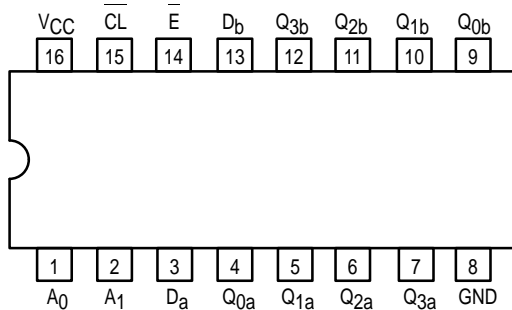 VCC CL E Db Q3b Q2b Q1b Q0b
16 15 14 13 12 11 10 9
1 2 3 4 5 6 7 8
A0 A1 Da Q0a Q1a Q2a Q3a GND